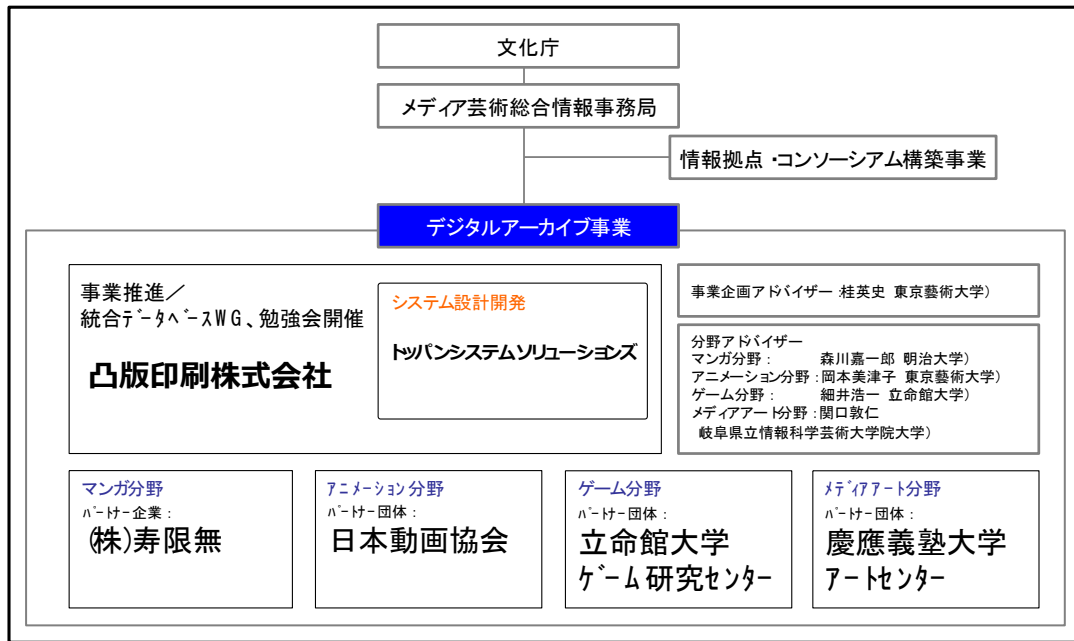 文化庁
メディア芸術総合情報事務局
情報拠点・コンソーシアム構築事業
デジタルアーカイブ事業
事業推進／
統合ﾃﾞｰﾀﾍﾞｰｽWG、勉強会開催
凸版印刷株式会社
システム設計開発
トッパンシステムソリューションズ
事業企画アドバイザー：桂英史 東京藝術大学）
分野アドバイザー
マンガ分野： 森川嘉一郎 明治大学）
アニメーション分野：岡本美津子 東京藝術大学）
ゲーム分野： 細井浩一 立命館大学）
メディアアート分野：関口敦仁
岐阜県立情報科学芸術大学院大学）
マンガ分野
ﾊﾟｰﾄﾅｰ企業：
(株)寿限無
ｱﾆﾒｰｼｮﾝ分野
ﾊﾟｰﾄﾅｰ団体：
日本動画協会
ゲーム分野
ﾊﾟｰﾄﾅｰ団体：
立命館大学
ゲーム研究センター
ﾒﾃﾞｨｱｱｰﾄ分野
ﾊﾟｰﾄﾅｰ団体：
慶應義塾大学
アートセンター